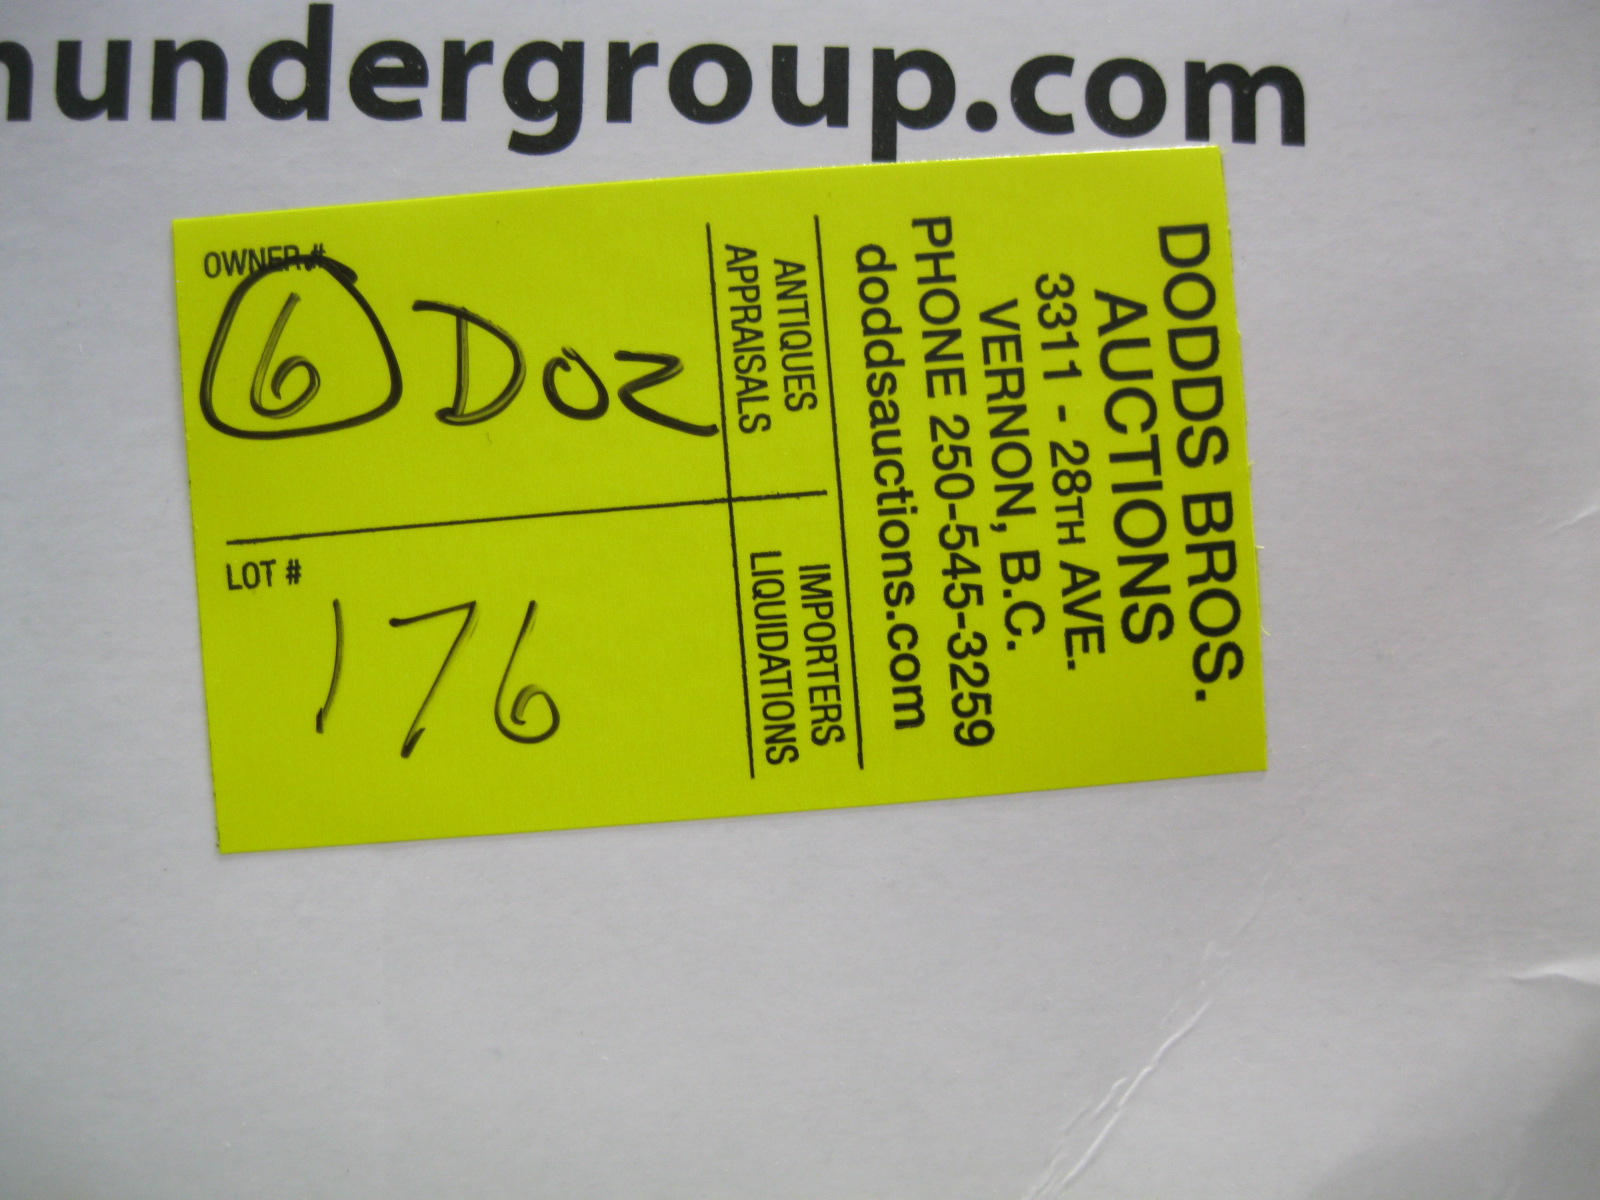 hundergroup.com
DODDS BROS.
AUCTIONS
3311 - 28TH AVE.
VERNON, B.C.
PHONE 250-545-3259
doddsauctions.com
ANTIQUES
APPRAISALS
IMPORTERS
LIQUIDATIONS
OWNER #
6 DOZ
LOT #
176